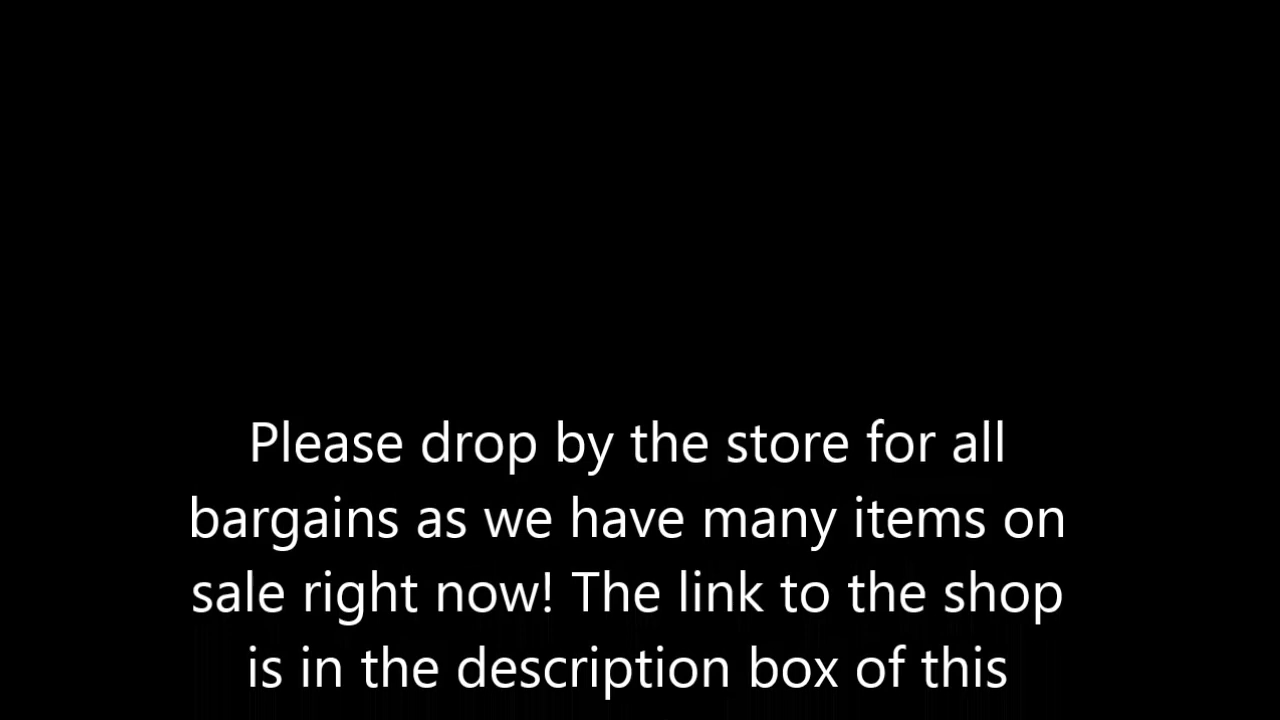 Please drop by the store for all
bargains as we have many items on
sale right now! The link to the shop
is in the description box of this